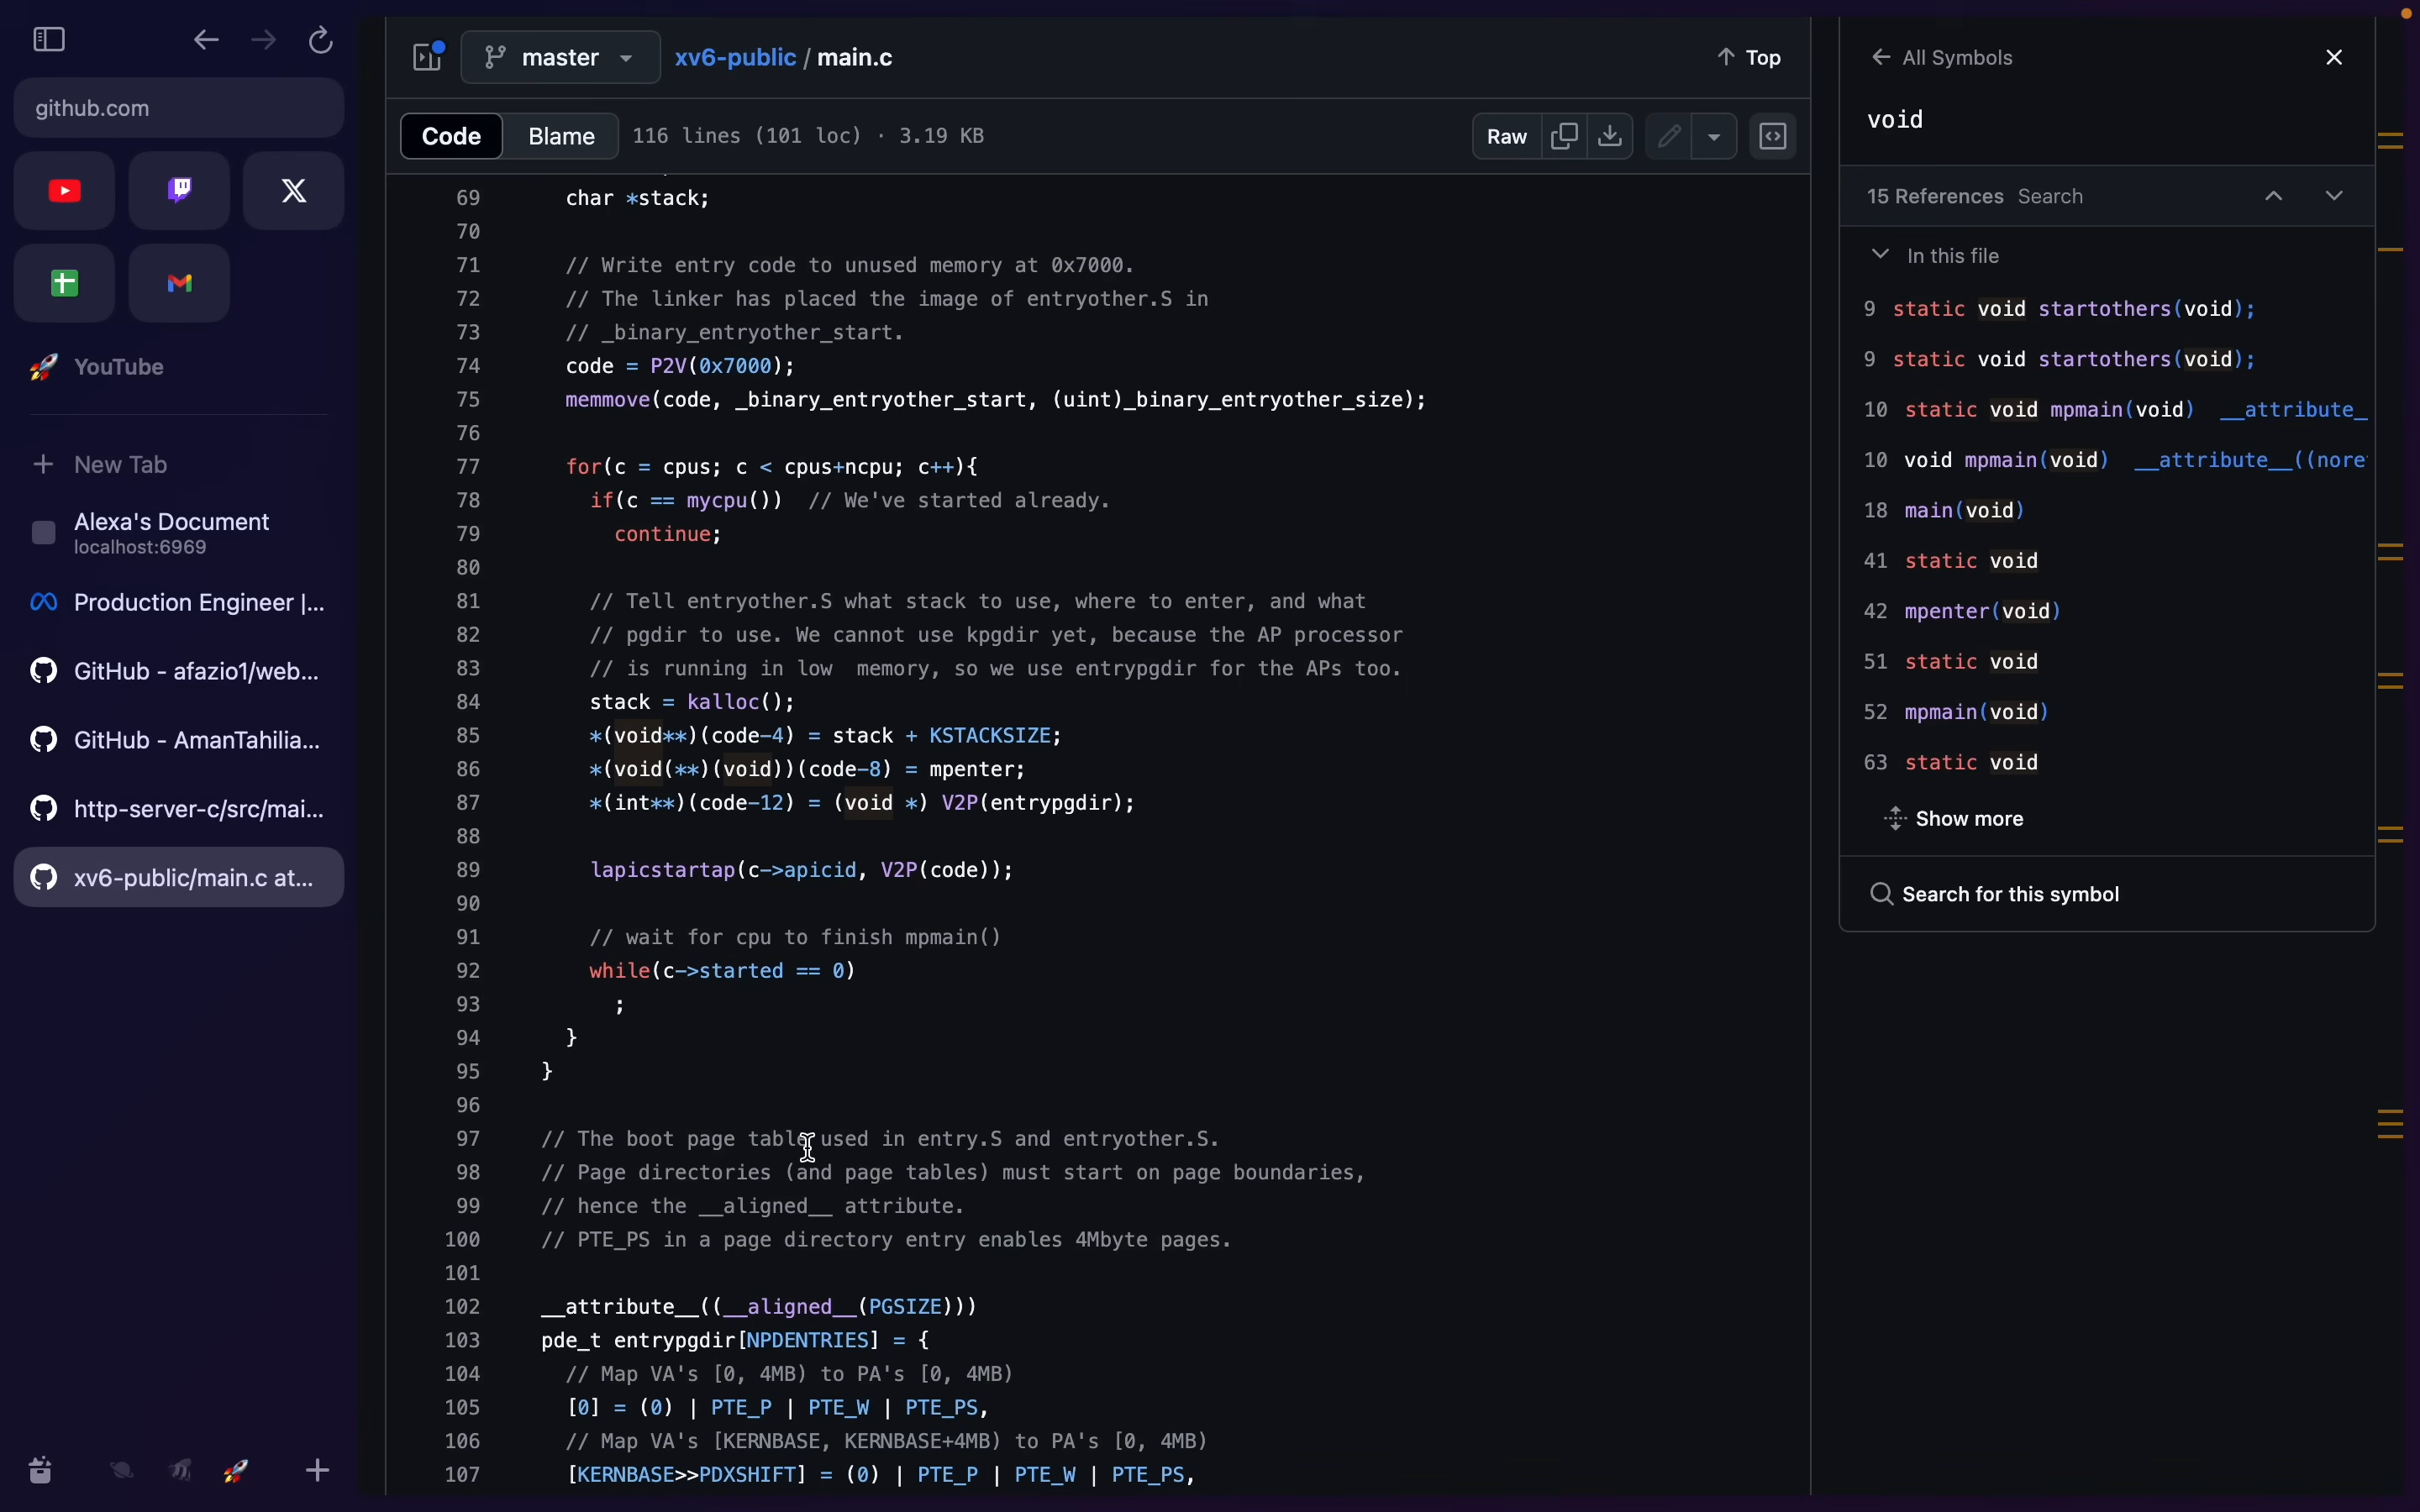 github.com
YouTube
New Tab
Alexa's Document
localhost:6969
Production Engineer |...
GitHub - afazio1/web...
GitHub - AmanTahilia...
http-server-c/src/mai...
xv6-public/main.c at...
master
xv6-public / main.c
Top
Code
Blame
116 lines (101 loc) · 3.19 KB
Raw
69 char *stack;
70
71 // Write entry code to unused memory at 0x7000.
72 // The linker has placed the image of entryother.S in
73 // _binary_entryother_start.
74 code = P2V(0x7000);
75 memmove(code, _binary_entryother_start, (uint)_binary_entryother_size);
76
77 for(c = cpus; c < cpus+ncpu; c++){
78 if(c == mycpu())  // We've started already.
79 continue;
80
81 // Tell entryother.S what stack to use, where to enter, and what
82 // pgdir to use. We cannot use kpgdir yet, because the AP processor
83 // is running in low  memory, so we use entrypgdir for the APs too.
84 stack = kalloc();
85 *(void**)(code-4) = stack + KSTACKSIZE;
86 *(void(**)(void))(code-8) = mpenter;
87 *(int**)(code-12) = (void *) V2P(entrypgdir);
88
89 lapicstartap(c->apicid, V2P(code));
90
91 // wait for cpu to finish mpmain()
92 while(c->started == 0)
93 ;
94 }
95 }
96
97 // The boot page table used in entry.S and entryother.S.
98 // Page directories (and page tables) must start on page boundaries,
99 // hence the __aligned__ attribute.
100 // PTE_PS in a page directory entry enables 4Mbyte pages.
101
102 __attribute__((__aligned__(PGSIZE)))
103 pde_t entrypgdir[NPDENTRIES] = {
104 // Map VA's [0, 4MB) to PA's [0, 4MB)
105 [0] = (0) | PTE_P | PTE_W | PTE_PS,
106 // Map VA's [KERNBASE, KERNBASE+4MB) to PA's [0, 4MB)
107 [KERNBASE>>PDXSHIFT] = (0) | PTE_P | PTE_W | PTE_PS,
All Symbols
void
15 References Search
In this file
9 static void startothers(void);
9 static void startothers(void);
10 static void mpmain(void)  __attribute_
10 void mpmain(void)  __attribute__((nore
18 main(void)
41 static void
42 mpenter(void)
51 static void
52 mpmain(void)
63 static void
Show more
Search for this symbol